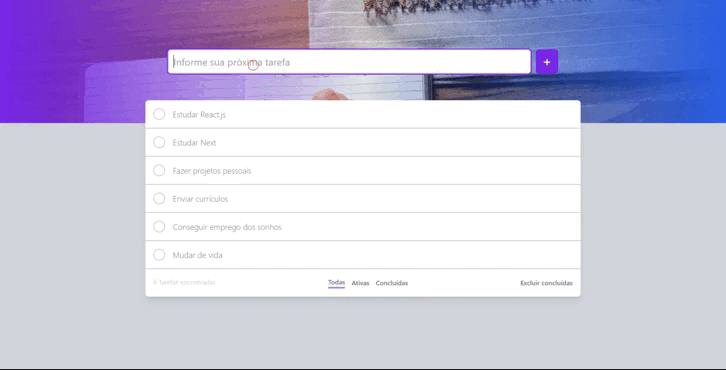 Informe sua próxima tarefa
+
Estudar React.js
Estudar Next
Fazer projetos pessoais
Enviar currículos
Conseguir emprego dos sonhos
Mudar de vida
6 Tarefas encontradas Todas Ativas Concluídas Excluir concluídas